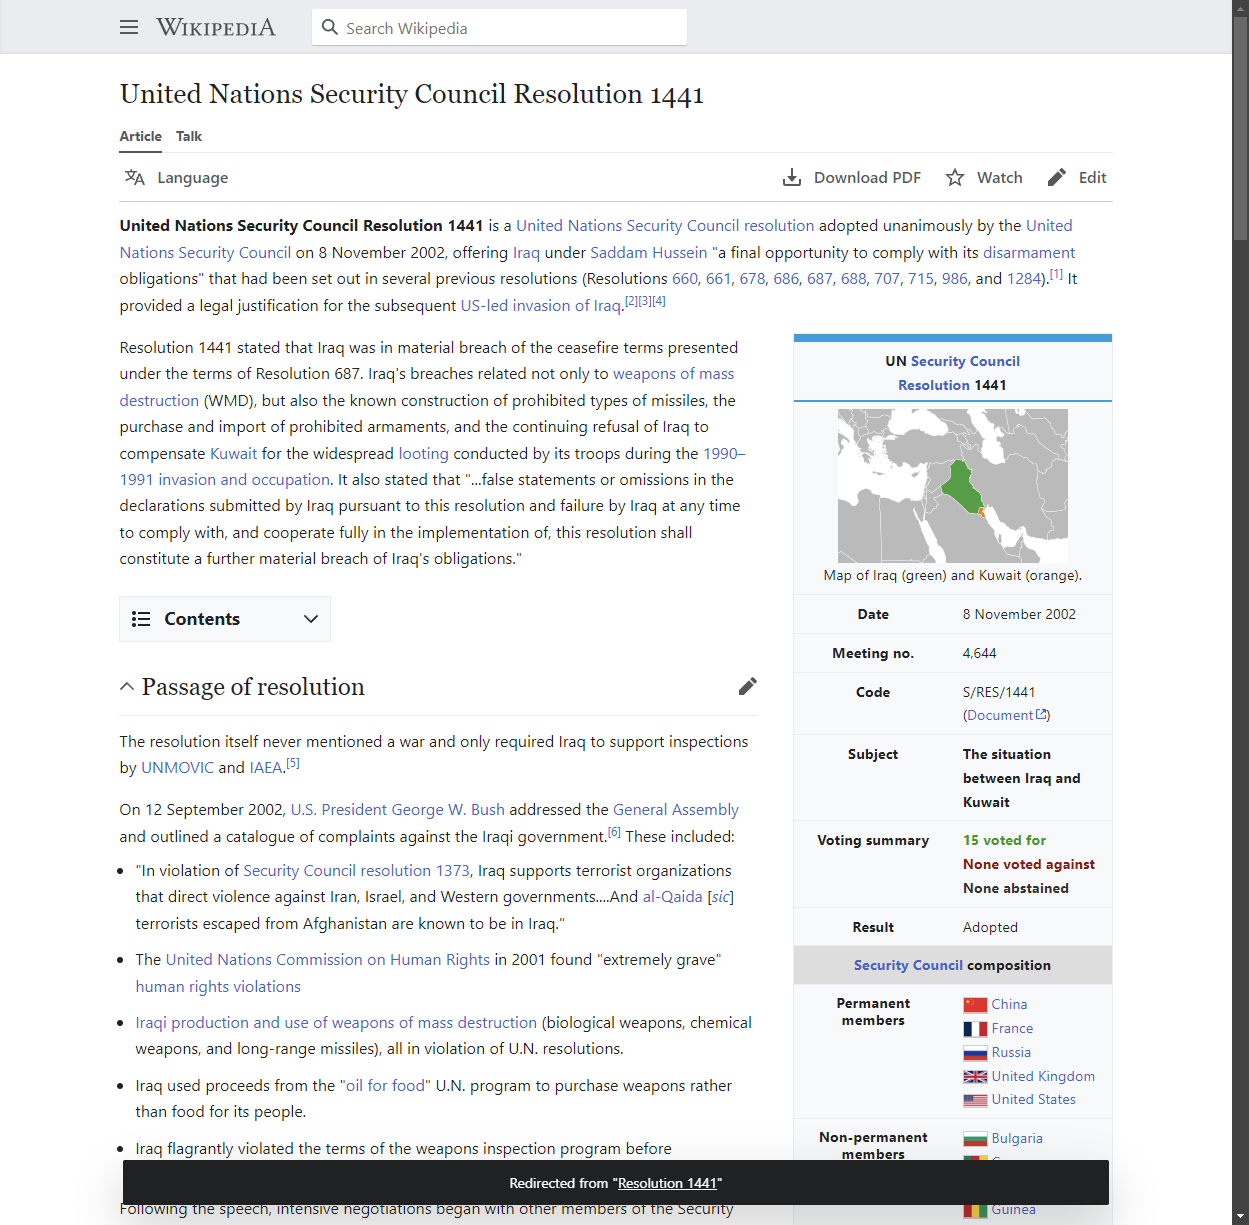 WIKIPEDIA
Search Wikipedia
United Nations Security Council Resolution 1441
Article Talk
Language
Download PDF Watch Edit
United Nations Security Council Resolution 1441 is a United Nations Security Council resolution adopted unanimously by the United
Nations Security Council on 8 November 2002, offering Iraq under Saddam Hussein "a final opportunity to comply with its disarmament
obligations" that had been set out in several previous resolutions (Resolutions 660, 661, 678, 686, 687, 688, 707, 715, 986, and 1284).[1] It
provided a legal justification for the subsequent US-led invasion of Iraq.[2][3][4]
Resolution 1441 stated that Iraq was in material breach of the ceasefire terms presented
under the terms of Resolution 687. Iraq's breaches related not only to weapons of mass
destruction (WMD), but also the known construction of prohibited types of missiles, the
purchase and import of prohibited armaments, and the continuing refusal of Iraq to
compensate Kuwait for the widespread looting conducted by its troops during the 1990–
1991 invasion and occupation. It also stated that "...false statements or omissions in the
declarations submitted by Iraq pursuant to this resolution and failure by Iraq at any time
to comply with, and cooperate fully in the implementation of, this resolution shall
constitute a further material breach of Iraq's obligations."
Contents
Passage of resolution
The resolution itself never mentioned a war and only required Iraq to support inspections
by UNMOVIC and IAEA.[5]
On 12 September 2002, U.S. President George W. Bush addressed the General Assembly
and outlined a catalogue of complaints against the Iraqi government.[6] These included:
• "In violation of Security Council resolution 1373, Iraq supports terrorist organizations
that direct violence against Iran, Israel, and Western governments....And al-Qaida [sic]
terrorists escaped from Afghanistan are known to be in Iraq."
• The United Nations Commission on Human Rights in 2001 found "extremely grave"
human rights violations
• Iraqi production and use of weapons of mass destruction (biological weapons, chemical
weapons, and long-range missiles), all in violation of U.N. resolutions.
• Iraq used proceeds from the "oil for food" U.N. program to purchase weapons rather
than food for its people.
• Iraq flagrantly violated the terms of the weapons inspection program before
Following the speech, intensive negotiations began with other members of the Security
UN Security Council
Resolution 1441
Map of Iraq (green) and Kuwait (orange).
Date 8 November 2002
Meeting no. 4,644
Code S/RES/1441
(Document)
Subject The situation
between Iraq and
Kuwait
Voting summary 15 voted for
None voted against
None abstained
Result Adopted
Security Council composition
Permanent
members
China
France
Russia
United Kingdom
United States
Non-permanent
members
Bulgaria
Guinea
Redirected from "Resolution 1441"